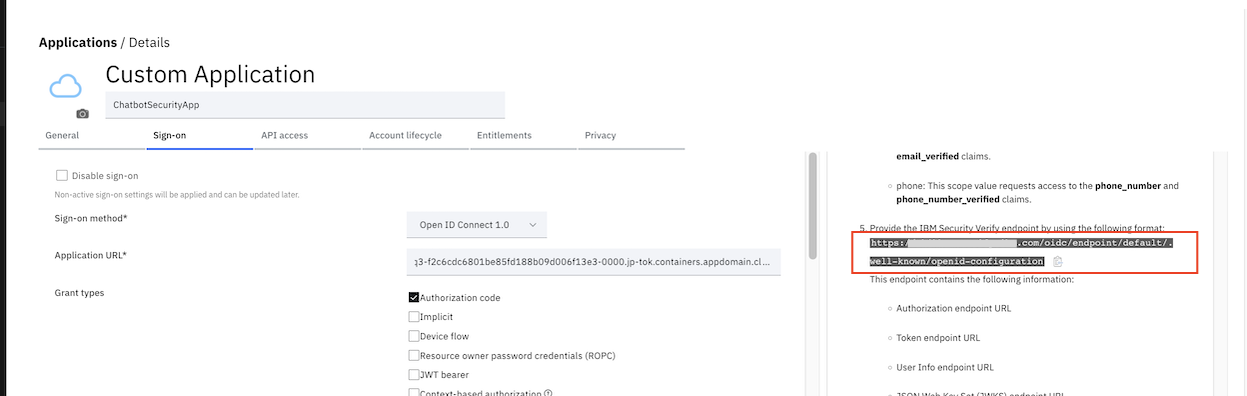 Applications / Details
Custom Application
ChatbotSecurityApp
General Sign-on API access Account lifecycle Entitlements Privacy
Disable sign-on
Non-active sign-on settings will be applied and can be updated later.
Sign-on method*
Open ID Connect 1.0
Application URL*
q3-f2c6cdc6801be85fd188b09d006f13e3-0000.jp-tok.containers.appdomain.cl...
Grant types
Authorization code
Implicit
Device flow
Resource owner password credentials (ROPC)
JWT bearer
Context-based authorization
email_verified claims.
phone: This scope value requests access to the phone_number and
phone_number_verified claims.
5. Provide the IBM Security Verify endpoint by using the following format:
https:/ .com/oidc/endpoint/default/.
well-known/openid-configuration
This endpoint contains the following information:
Authorization endpoint URL
Token endpoint URL
User Info endpoint URL
JSON Web Key Set (JWKS) endpoint URL